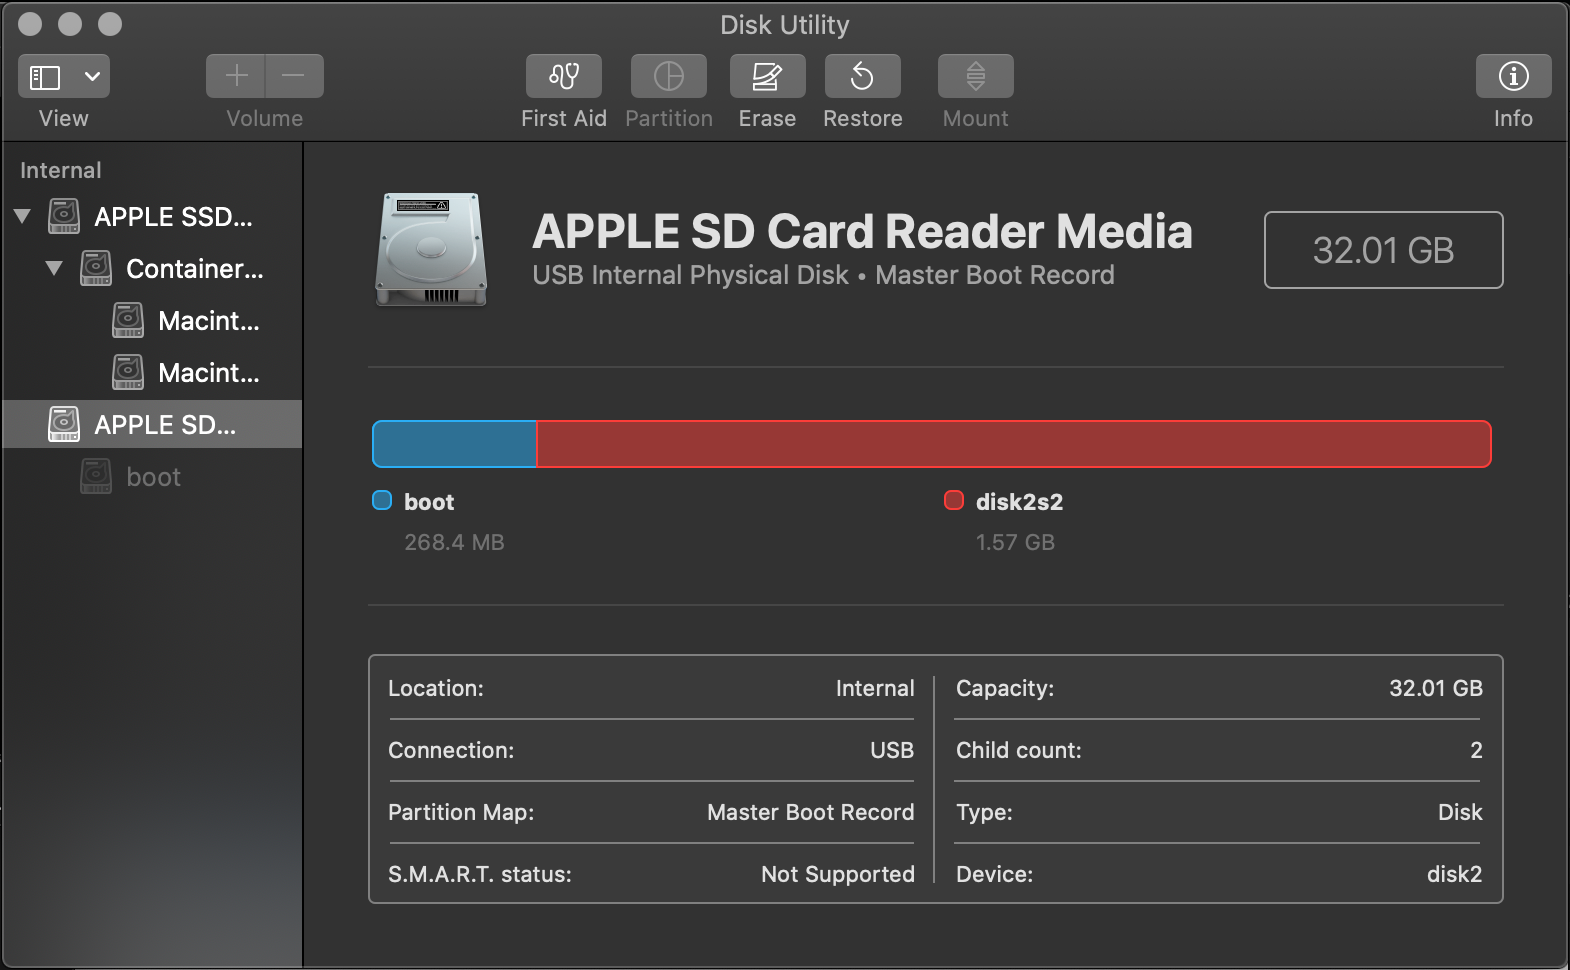 Disk Utility
View
Volume
First Aid
Partition
Erase
Restore
Mount
Info
Internal
APPLE SSD...
Container...
Macint...
Macint...
APPLE SD...
boot
APPLE SD Card Reader Media
USB Internal Physical Disk • Master Boot Record
32.01 GB
boot
268.4 MB
disk2s2
1.57 GB
Location: Internal
Connection: USB
Partition Map: Master Boot Record
S.M.A.R.T. status: Not Supported
Capacity: 32.01 GB
Child count: 2
Type: Disk
Device: disk2